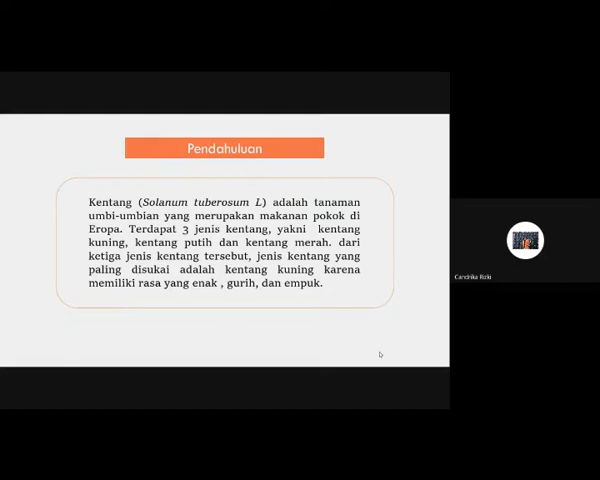 Pendahuluan
Kentang (Solanum tuberosum L) adalah tanaman
umbi-umbian yang merupakan makanan pokok di
Eropa. Terdapat 3 jenis kentang, yakni kentang
kuning, kentang putih dan kentang merah. dari
ketiga jenis kentang tersebut, jenis kentang yang
paling disukai adalah kentang kuning karena
memiliki rasa yang enak , gurih, dan empuk.
Candrika Rizki